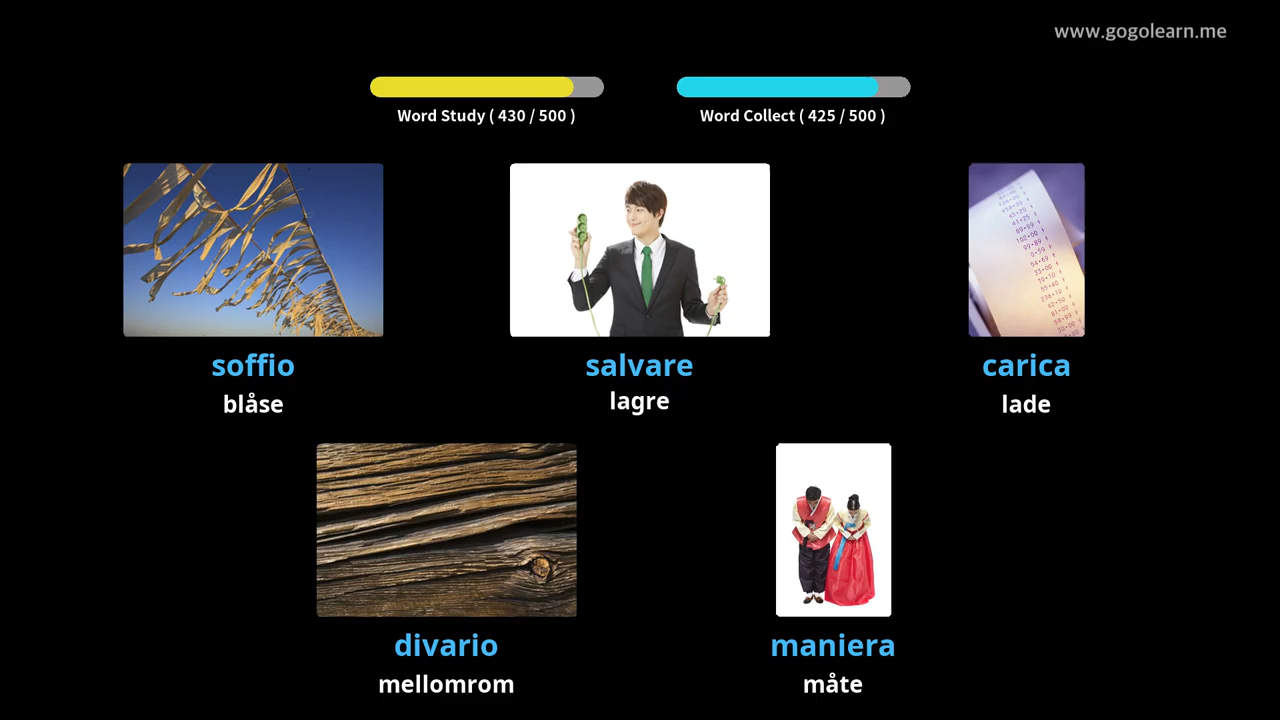 www.gogolearn.me
Word Study ( 430 / 500 )
Word Collect ( 425 / 500 )
soffio
blåse
salvare
lagre
carica
lade
divario
mellomrom
maniera
måte